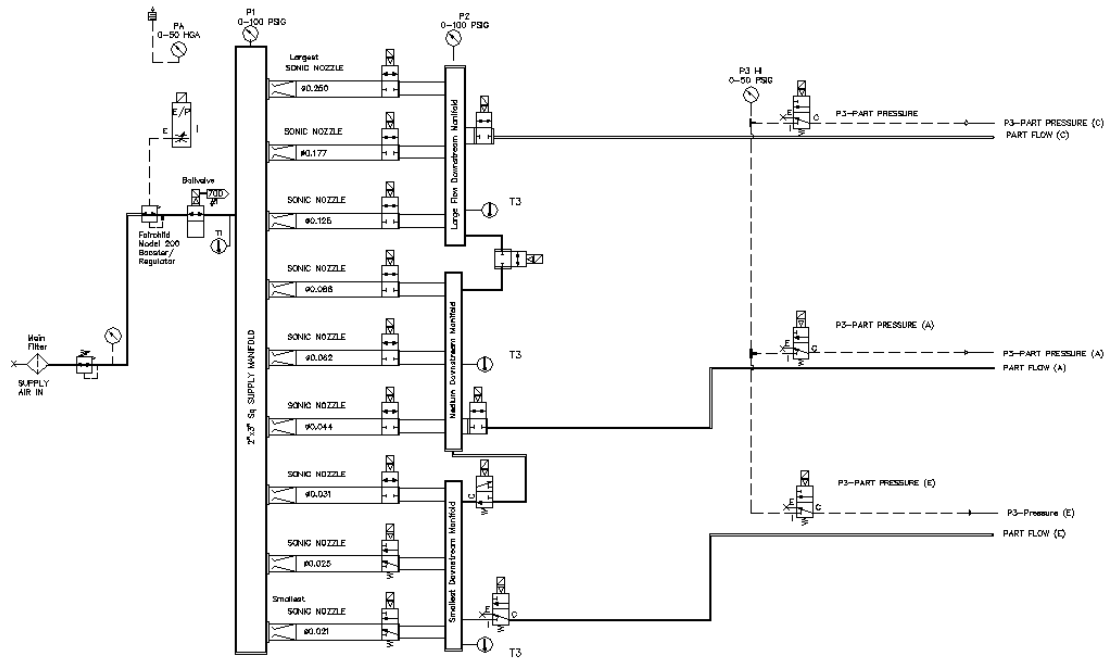 PA
0-50 HGA
P1
0-100 PSIG
P2
0-100 PSIG
P3 HI
0-50 PSIG
Largest
SONIC NOZZLE
ø0.250
SONIC NOZZLE
ø0.177
SONIC NOZZLE
ø0.125
SONIC NOZZLE
ø0.088
SONIC NOZZLE
ø0.062
SONIC NOZZLE
ø0.044
SONIC NOZZLE
ø0.031
SONIC NOZZLE
ø0.025
Smallest
SONIC NOZZLE
ø0.021
E/P
E
I
Ballvalve
70D
T1
Fairchild
Model 200
Booster/
Regulator
Main
Filter
SUPPLY
AIR IN
2"x3" Sq SUPPLY MANIFOLD
Large Flow Downstream Manifold
Medium Downstream Manifold
Smallest Downstream Manifold
T3
T3
T3
C
E
C
I
E
C
I
P3-PART PRESSURE
P3-PART PRESSURE (C)
PART FLOW (C)
E
C
I
P3-PART PRESSURE (A)
P3-PART PRESSURE (A)
PART FLOW (A)
E
C
I
P3-PART PRESSURE (E)
P3-Pressure (E)
PART FLOW (E)